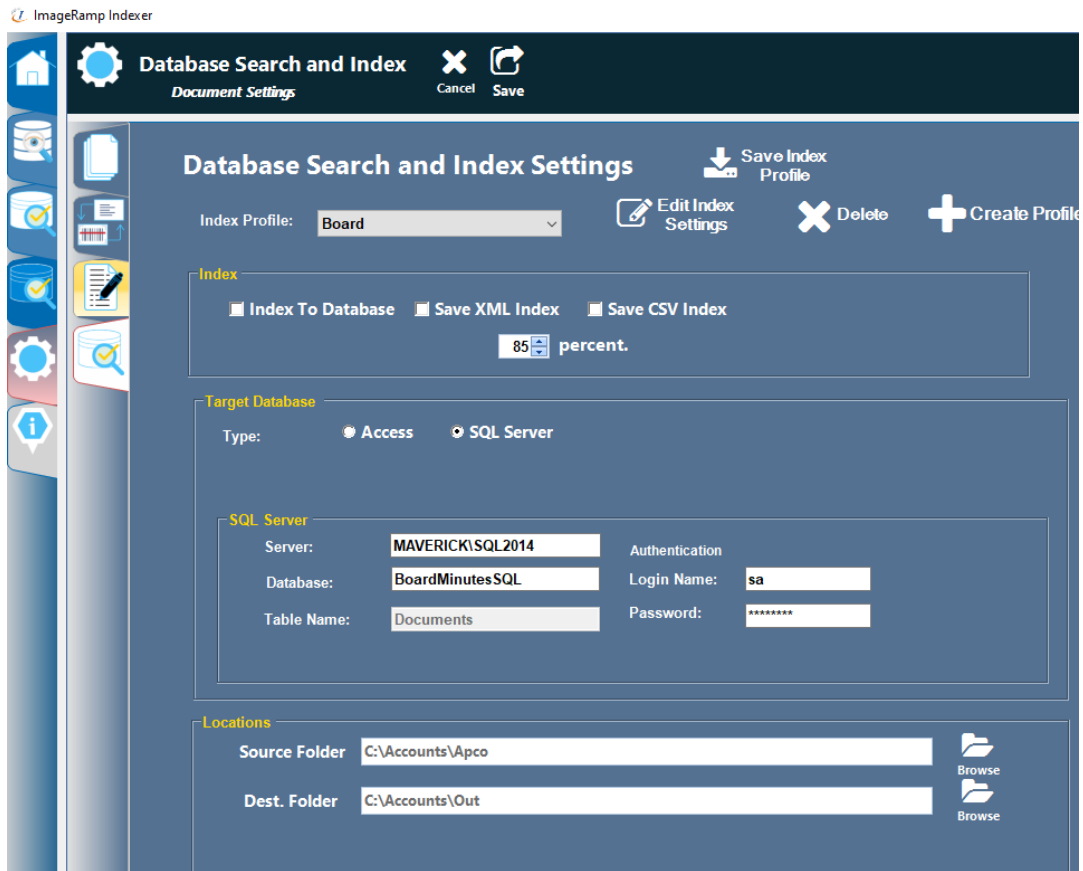 ImageRamp Indexer
Database Search and Index
Document Settings
Cancel
Save
Database Search and Index Settings
Save Index
Profile
Index Profile:
Board
Edit Index
Settings
Delete
Create Profile
Index
Index To Database
Save XML Index
Save CSV Index
85 percent.
Target Database
Type:
Access
SQL Server
SQL Server
Server:
MAVERICK\SQL2014
Authentication
Database:
BoardMinutesSQL
Login Name:
sa
Table Name:
Documents
Password:
********
Locations
Source Folder
C:\Accounts\Apco
Browse
Dest. Folder
C:\Accounts\Out
Browse